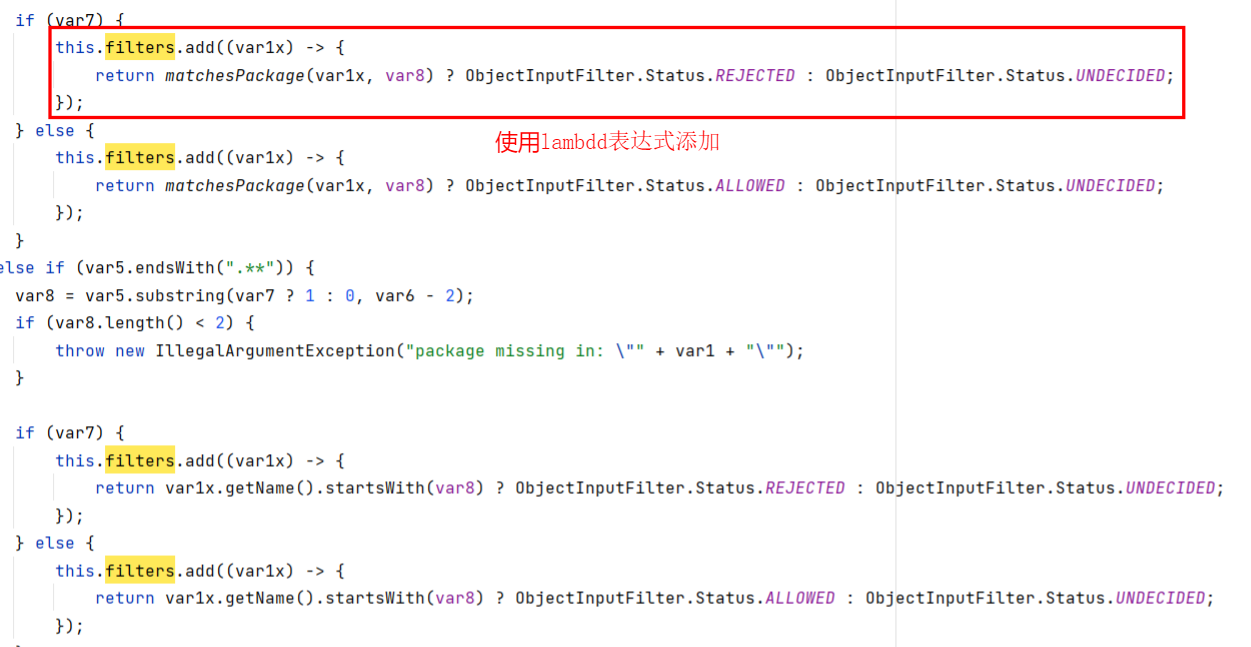 if (var7) {
this.filters.add((var1x) -> {
return matchesPackage(var1x, var8) ? ObjectInputFilter.Status.REJECTED : ObjectInputFilter.Status.UNDECIDED;
});
} else {
使用lambdd表达式添加
this.filters.add((var1x) -> {
return matchesPackage(var1x, var8) ? ObjectInputFilter.Status.ALLOWED : ObjectInputFilter.Status.UNDECIDED;
});
}
else if (var5.endsWith(".**")) {
var8 = var5.substring(var7 ? 1 : 0, var6 - 2);
if (var8.length() < 2) {
throw new IllegalArgumentException("package missing in: \"" + var1 + "\"");
}
if (var7) {
this.filters.add((var1x) -> {
return var1x.getName().startsWith(var8) ? ObjectInputFilter.Status.REJECTED : ObjectInputFilter.Status.UNDECIDED;
});
} else {
this.filters.add((var1x) -> {
return var1x.getName().startsWith(var8) ? ObjectInputFilter.Status.ALLOWED : ObjectInputFilter.Status.UNDECIDED;
});